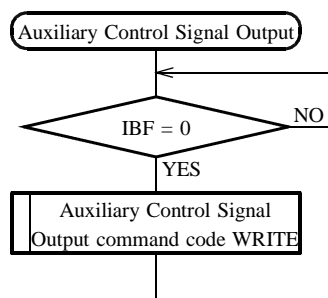 Auxiliary Control Signal Output
IBF = 0
NO
YES
Auxiliary Control Signal
Output command code WRITE